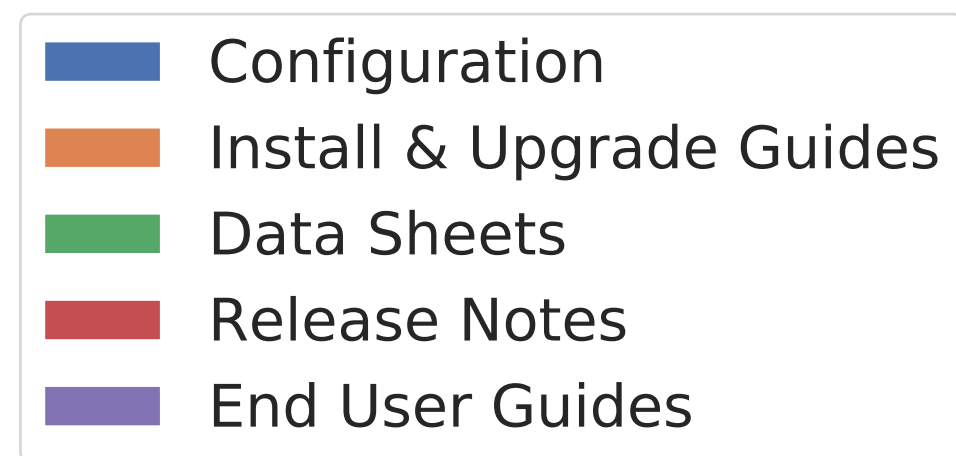 Configuration
Install & Upgrade Guides
Data Sheets
Release Notes
End User Guides